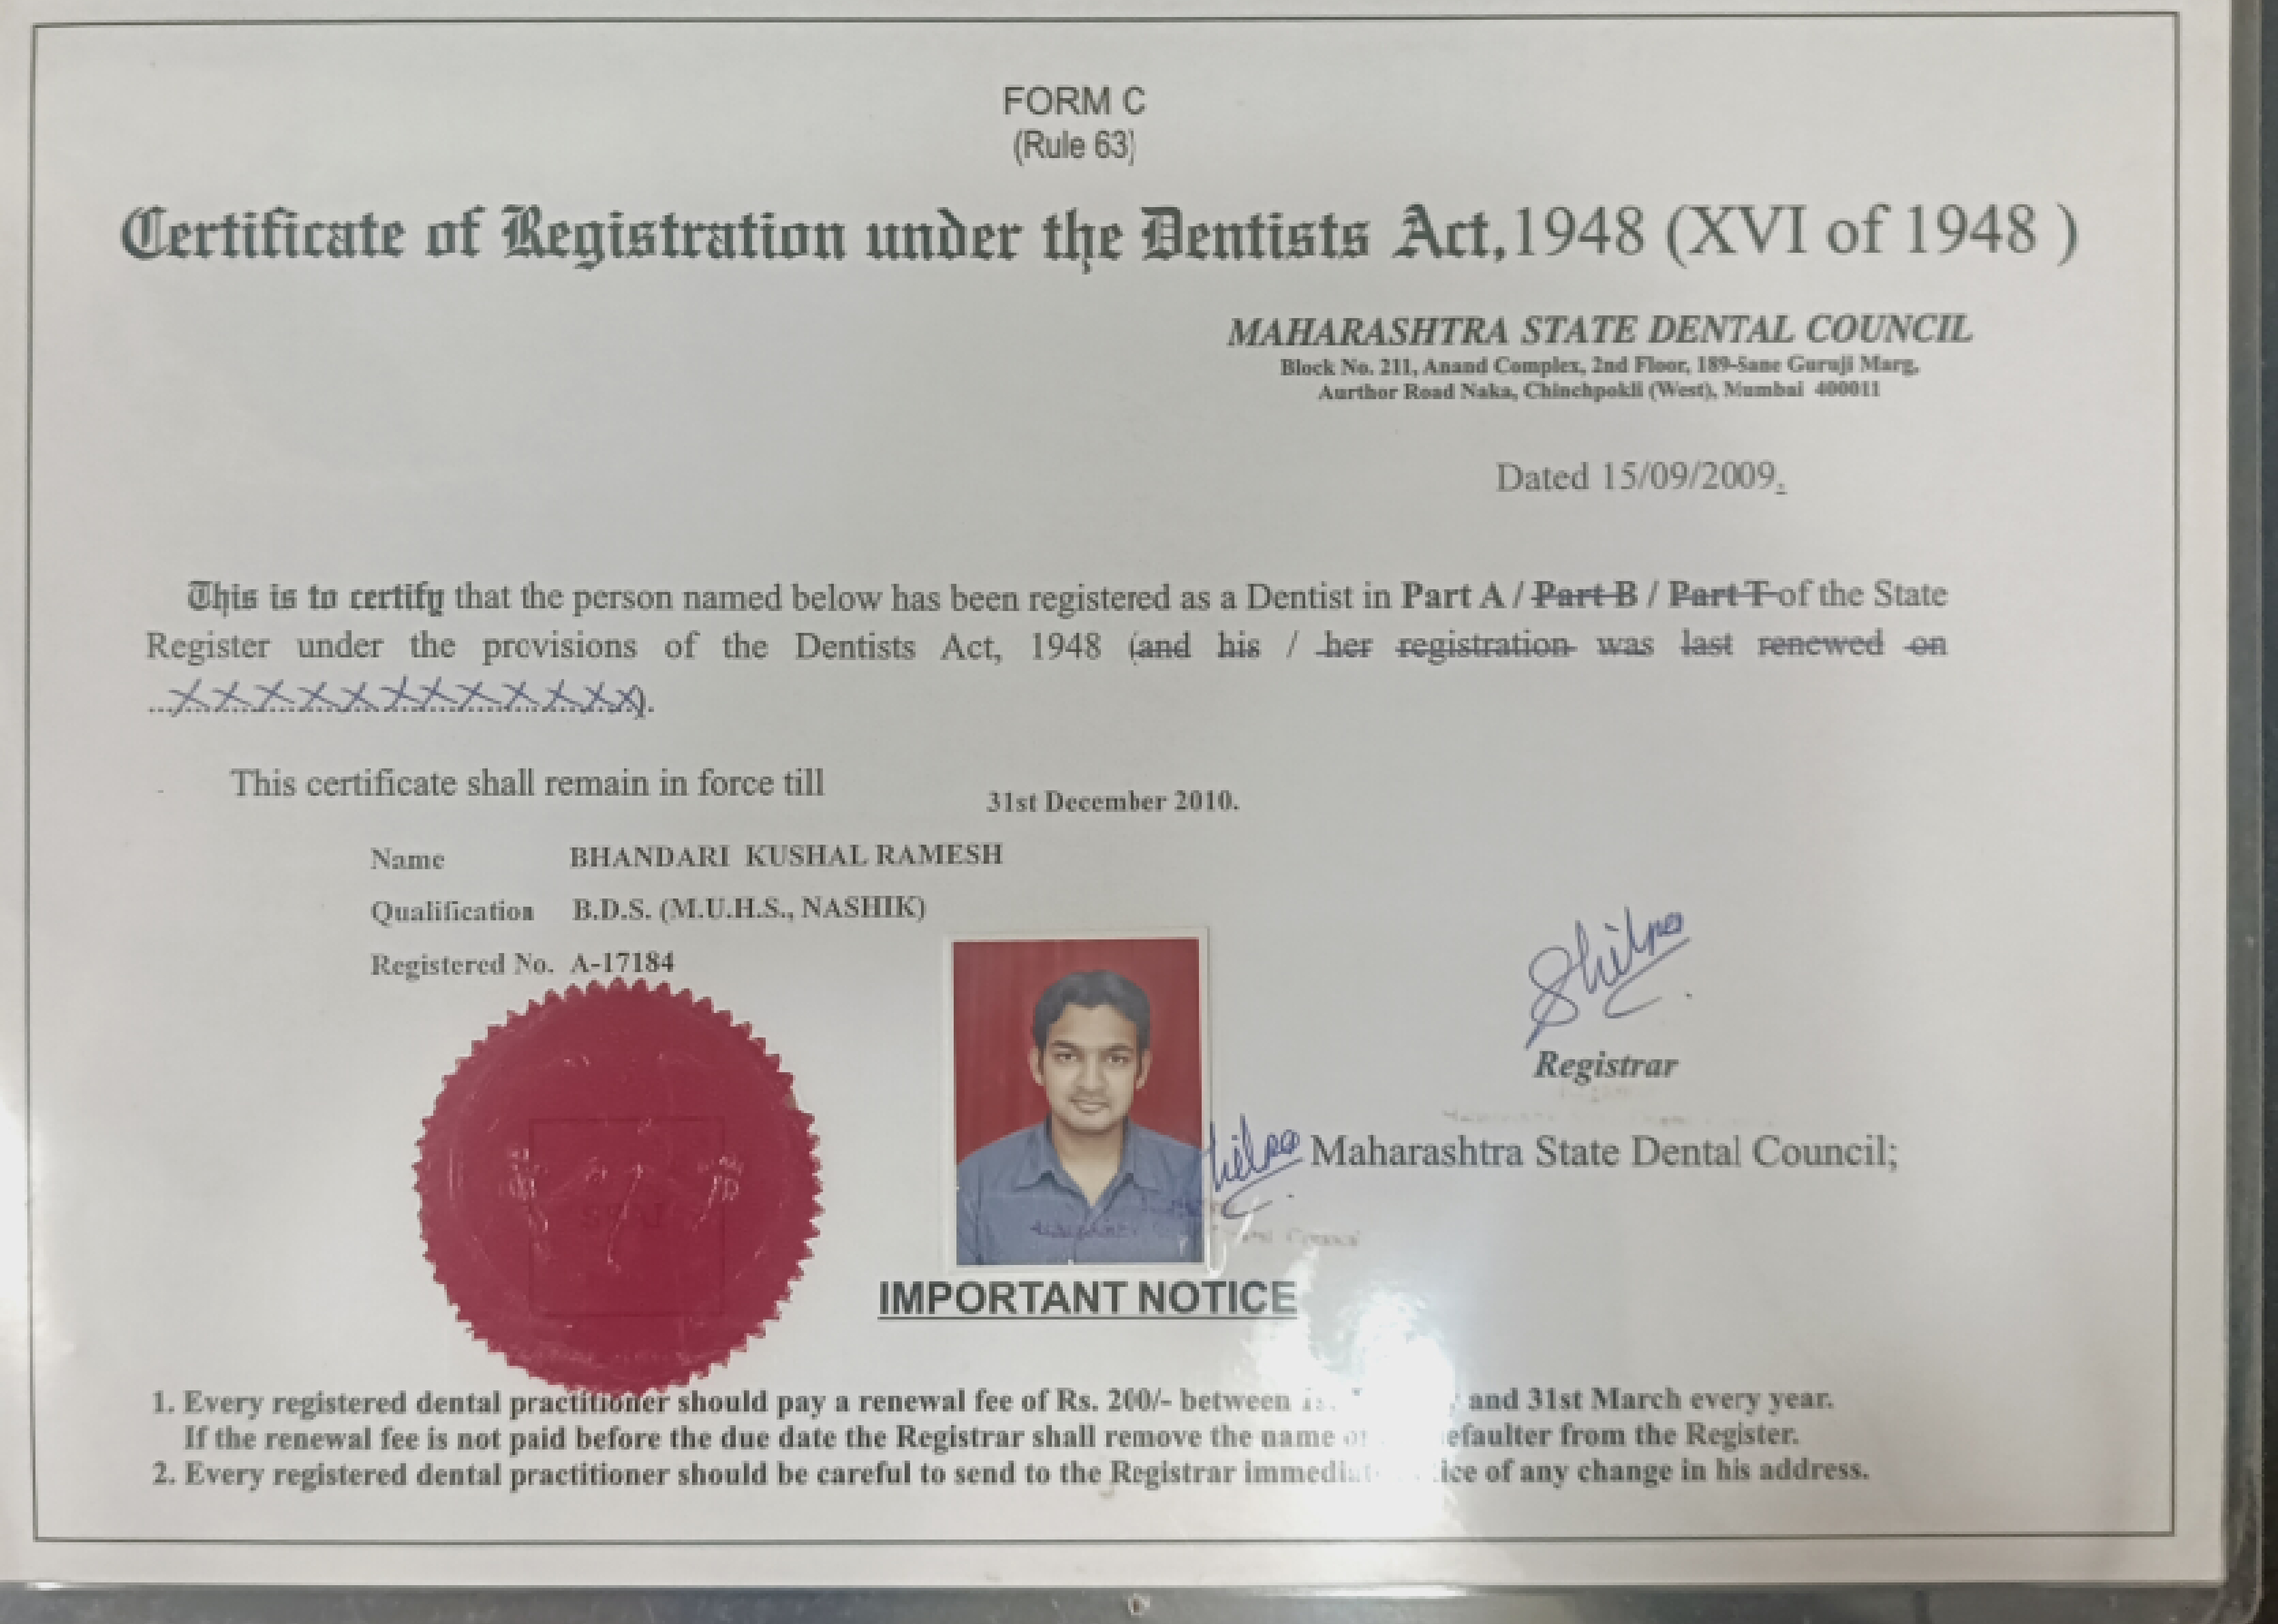 FORM C
(Rule 63)
Certificate of Registration under the Dentists Act, 1948 (XVI of 1948 )
MAHARASHTRA STATE DENTAL COUNCIL
Block No. 211, Anand Complex, 2nd Floor, 189-Sane Guruji Marg,
Aurthor Road Naka, Chinchpokli (West), Mumbai 400011
Dated 15/09/2009.
This is to certify that the person named below has been registered as a Dentist in Part A / Part B / Part T of the State
Register under the provisions of the Dentists Act, 1948 (and his / her registration was last renewed on
...XXXXXXXXXXXXX).
This certificate shall remain in force till 31st December 2010.
Name BHANDARI KUSHAL RAMESH
Qualification B.D.S. (M.U.H.S., NASHIK)
Registered No. A-17184
Shilpa
Registrar
Maharashtra State Dental Council;
IMPORTANT NOTICE
1. Every registered dental practitioner should pay a renewal fee of Rs. 200/- between and 31st March every year.
If the renewal fee is not paid before the due date the Registrar shall remove the name from the Register.
2. Every registered dental practitioner should be careful to send to the Registrar of any change in his address.